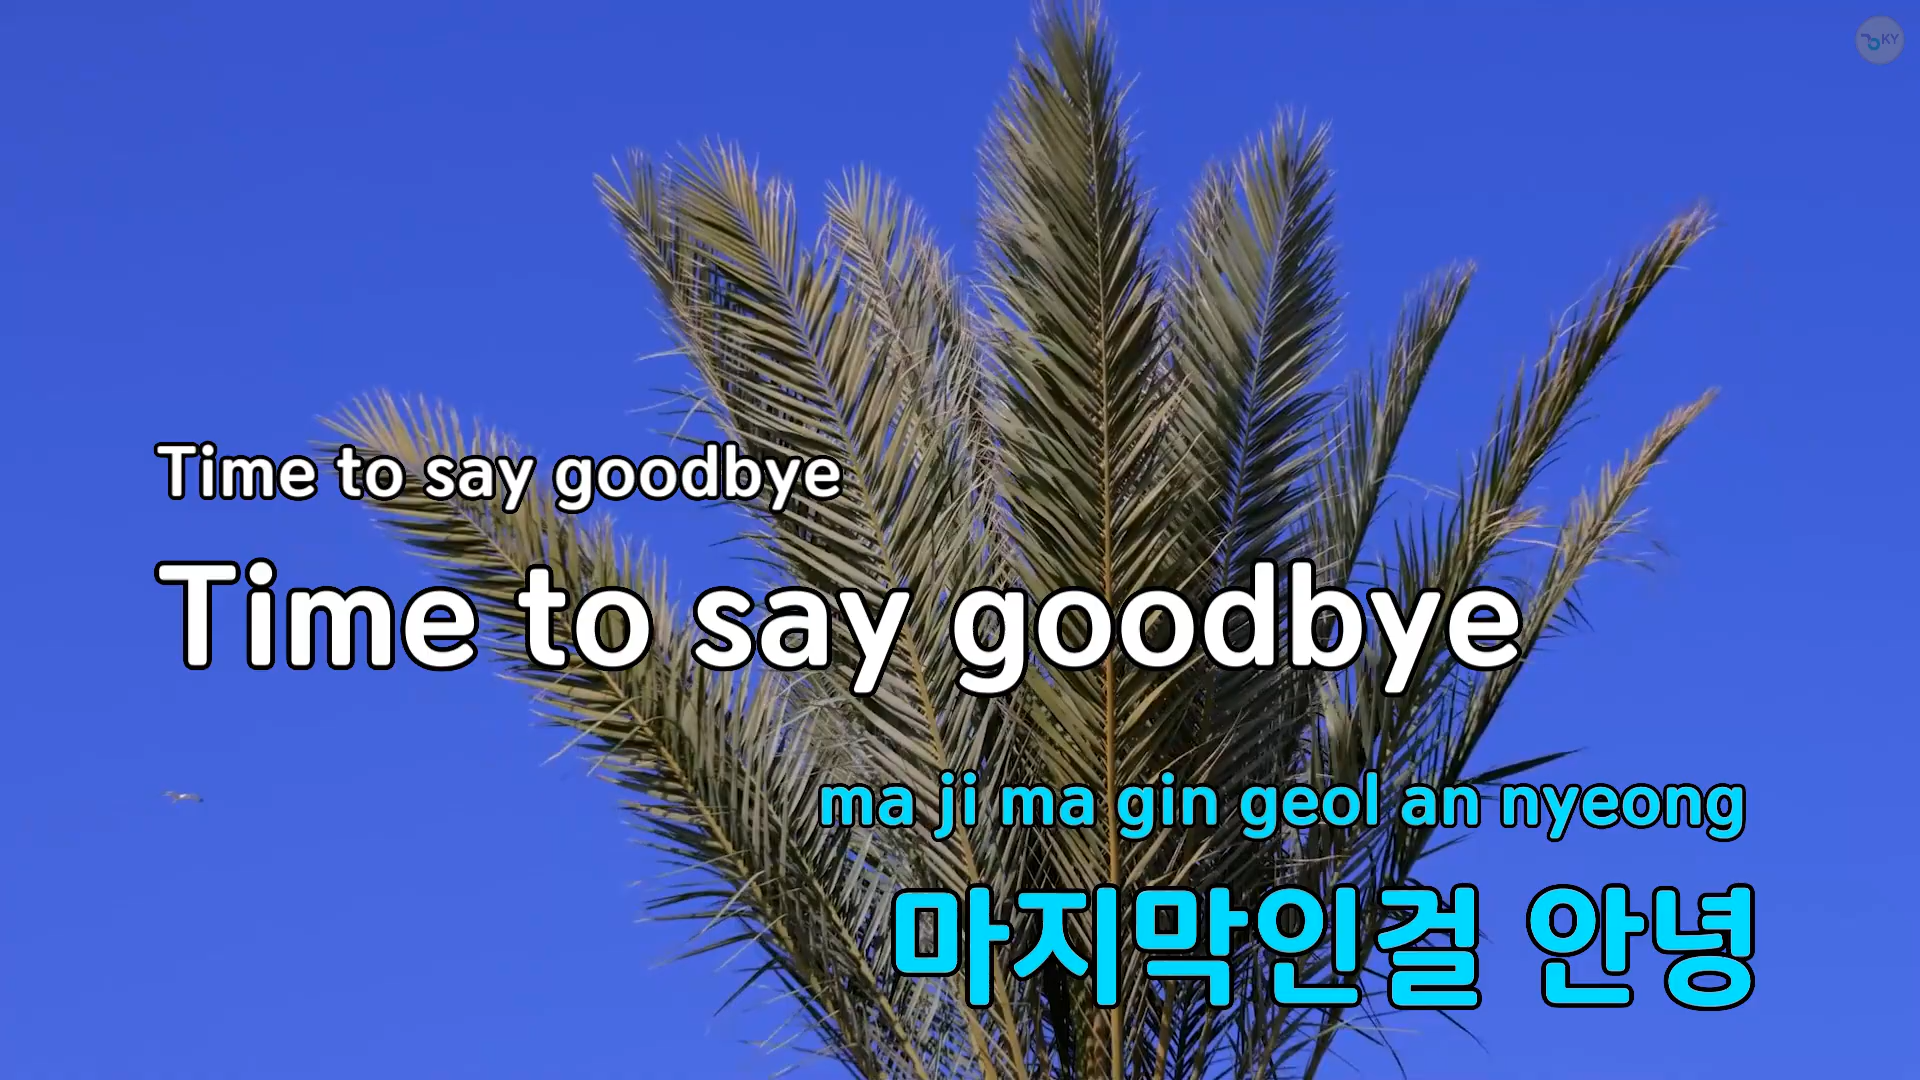 KY
Time to say goodbye
Time to say goodbye
ma ji ma gin geol an nyeong
마지막인걸 안녕